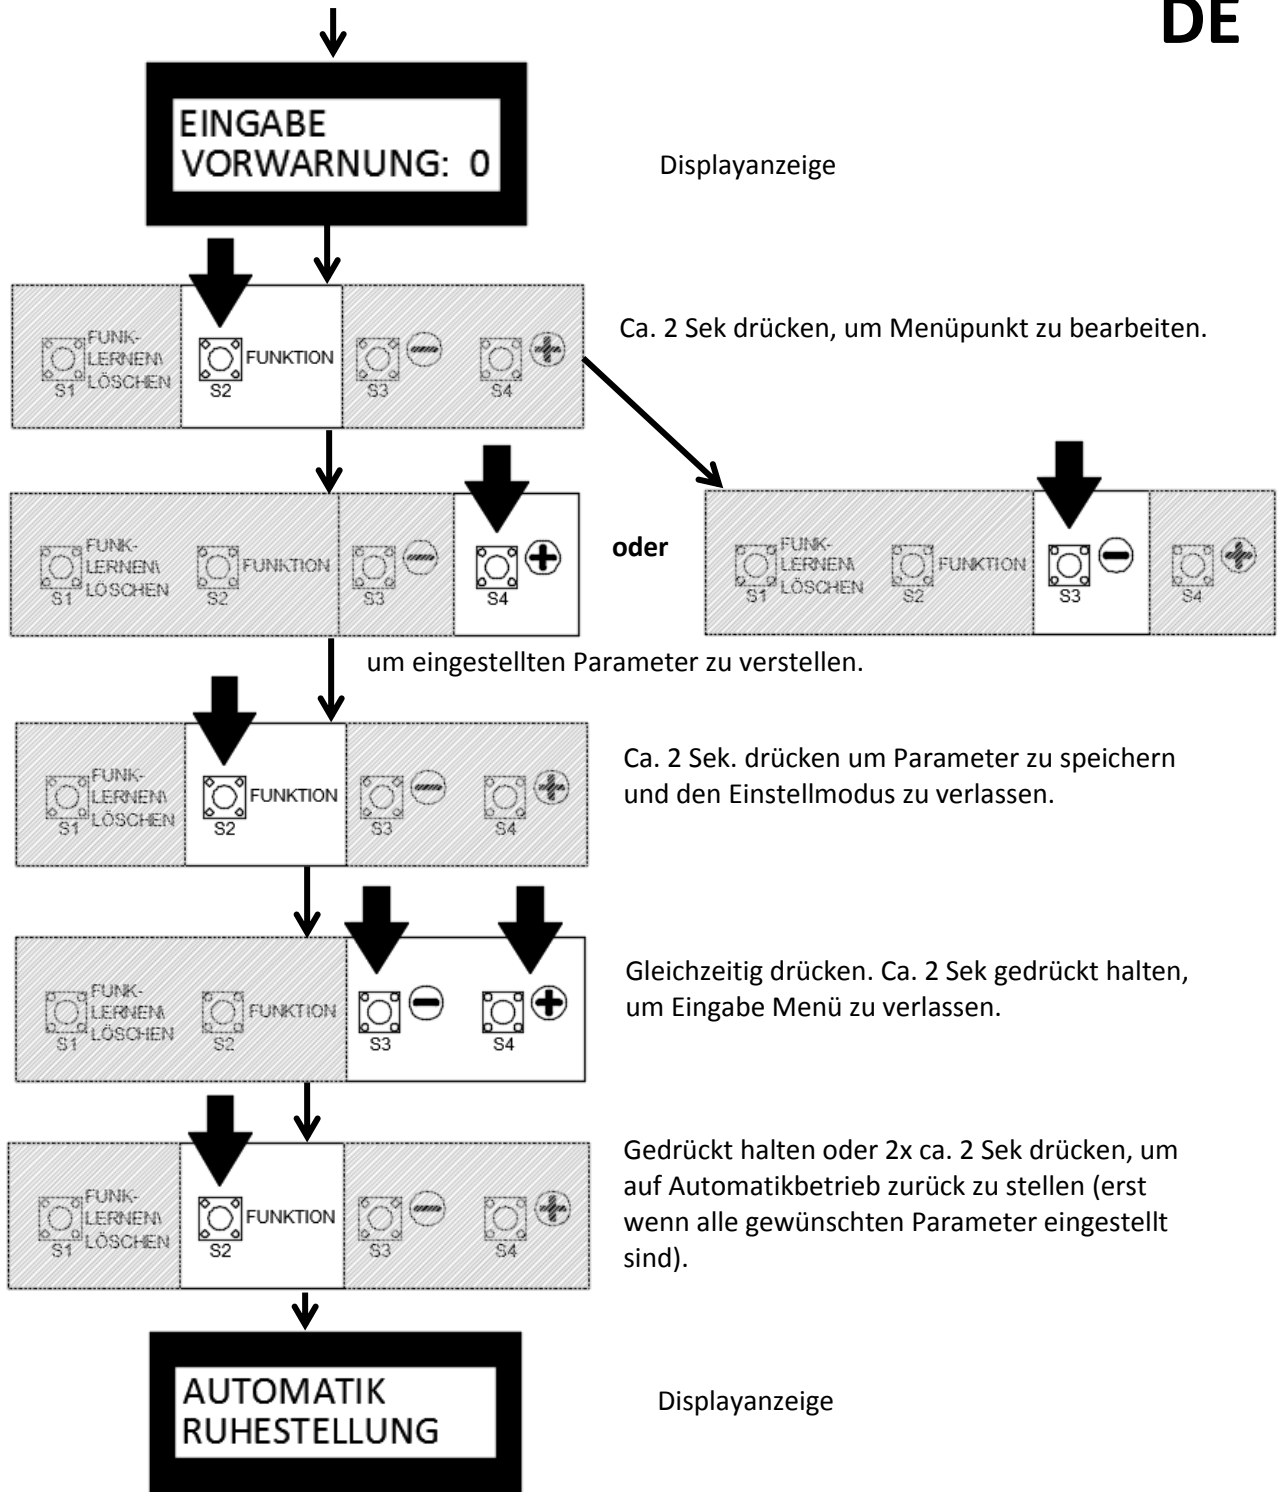 DE
EINGABE
VORWARNUNG: 0
Displayanzeige
FUNK-
LERNEN\
LÖSCHEN
S1
FUNKTION
S2
S3
S4
Ca. 2 Sek drücken, um Menüpunkt zu bearbeiten.
FUNK-
LERNEN\
LÖSCHEN
S1
FUNKTION
S2
S3
S4
oder
FUNK-
LERNEN\
LÖSCHEN
S1
FUNKTION
S2
S3
S4
um eingestellten Parameter zu verstellen.
FUNK-
LERNEN\
LÖSCHEN
S1
FUNKTION
S2
S3
S4
Ca. 2 Sek. drücken um Parameter zu speichern
und den Einstellmodus zu verlassen.
FUNK-
LERNEN\
LÖSCHEN
S1
FUNKTION
S2
S3
S4
Gleichzeitig drücken. Ca. 2 Sek gedrückt halten,
um Eingabe Menü zu verlassen.
FUNK-
LERNEN\
LÖSCHEN
S1
FUNKTION
S2
S3
S4
Gedrückt halten oder 2x ca. 2 Sek drücken, um
auf Automatikbetrieb zurück zu stellen (erst
wenn alle gewünschten Parameter eingestellt
sind).
AUTOMATIK
RUHESTELLUNG
Displayanzeige